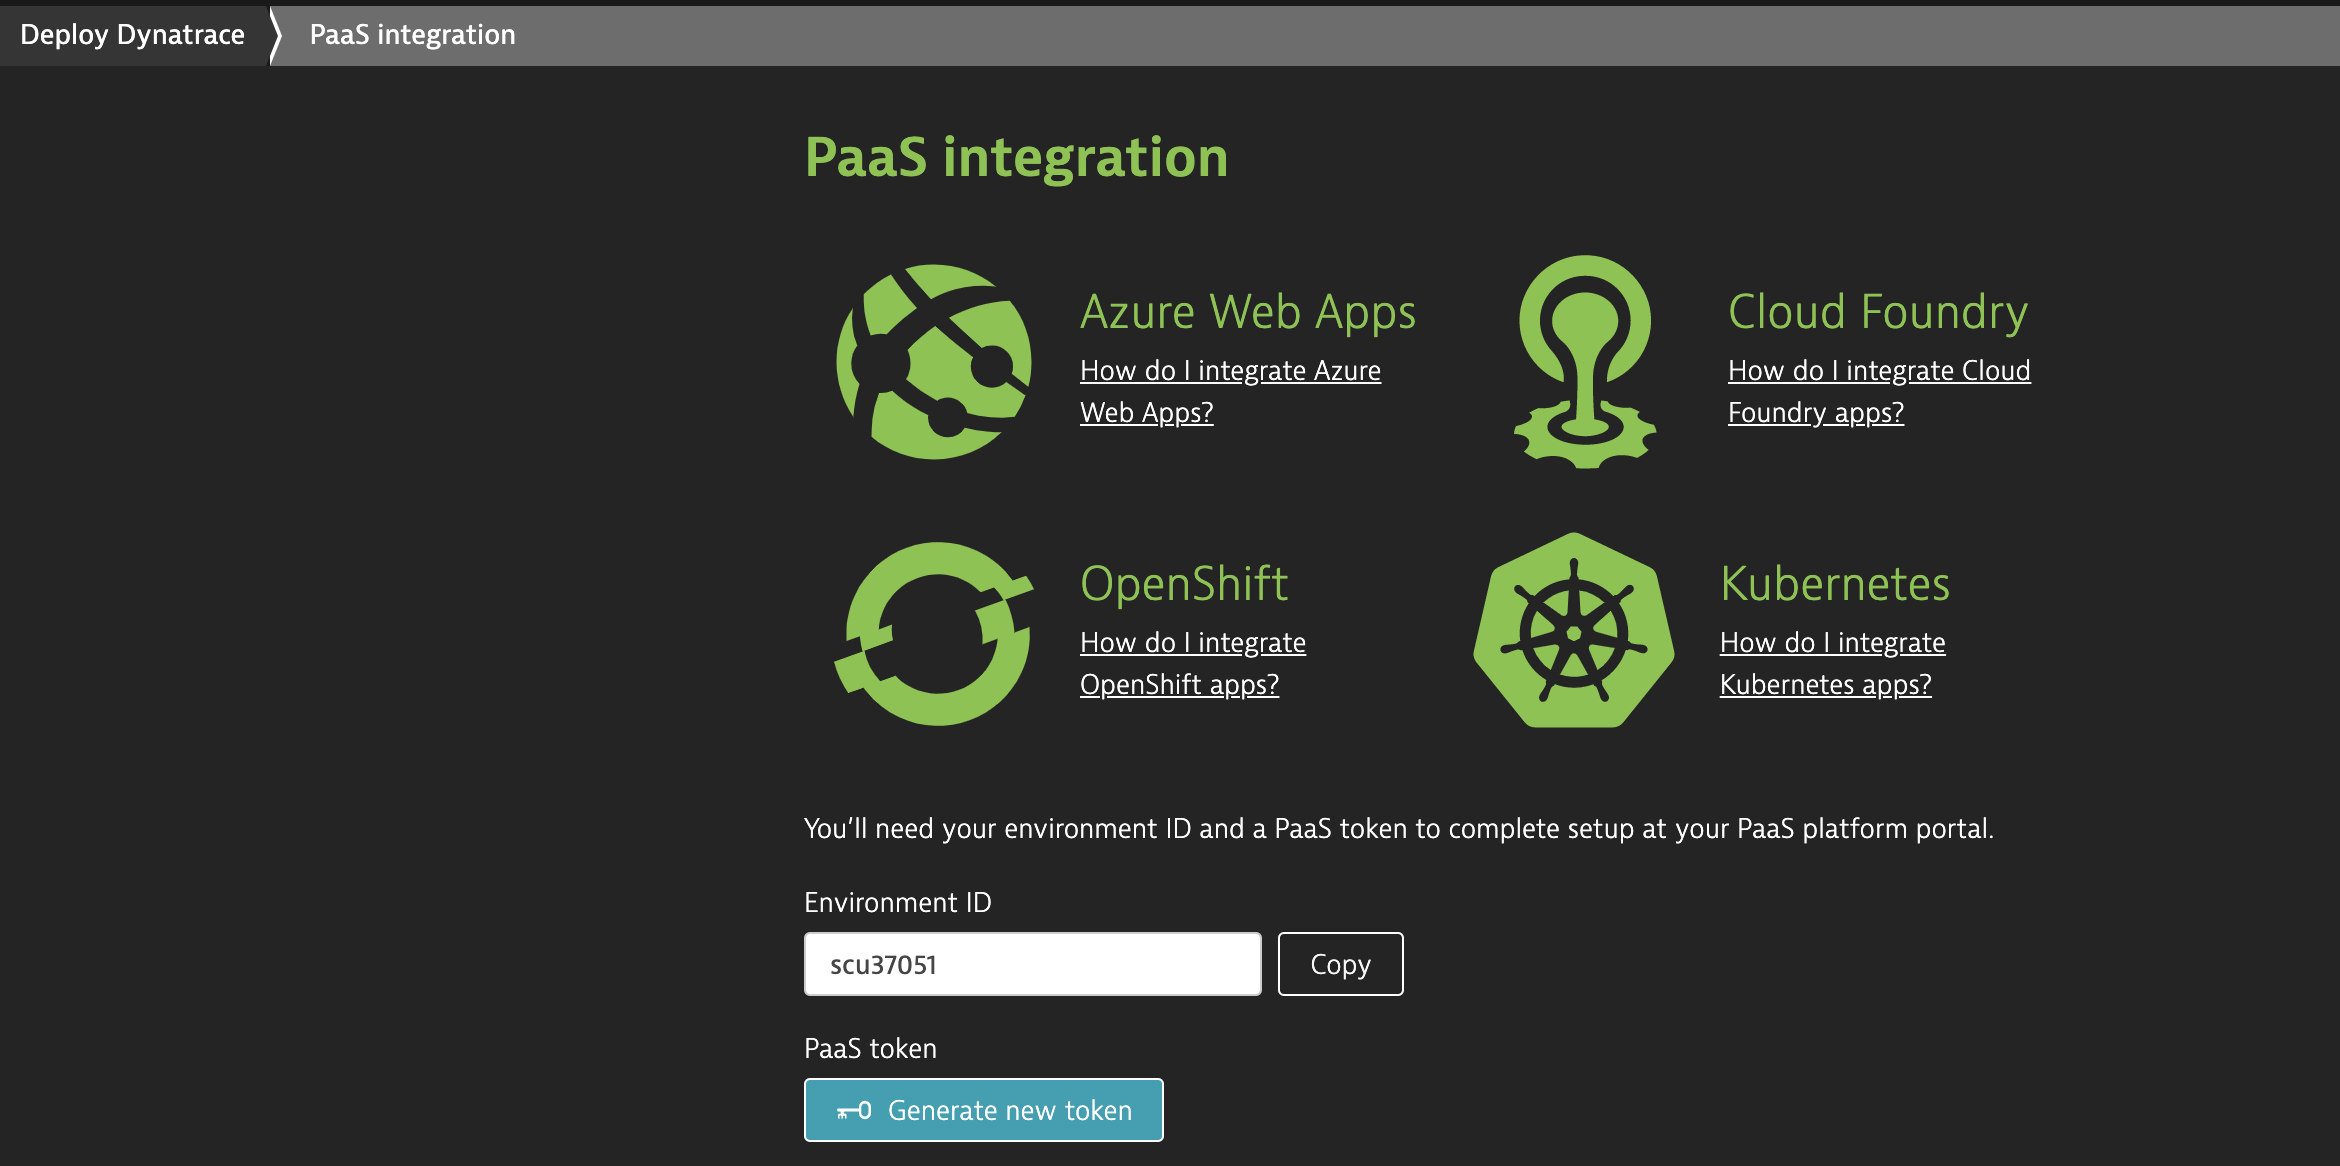 Deploy Dynatrace
PaaS integration
PaaS integration
Azure Web Apps
How do I integrate Azure
Web Apps?
Cloud Foundry
How do I integrate Cloud
Foundry apps?
OpenShift
How do I integrate
OpenShift apps?
Kubernetes
How do I integrate
Kubernetes apps?
You’ll need your environment ID and a PaaS token to complete setup at your PaaS platform portal.
Environment ID
scu37051
Copy
PaaS token
Generate new token